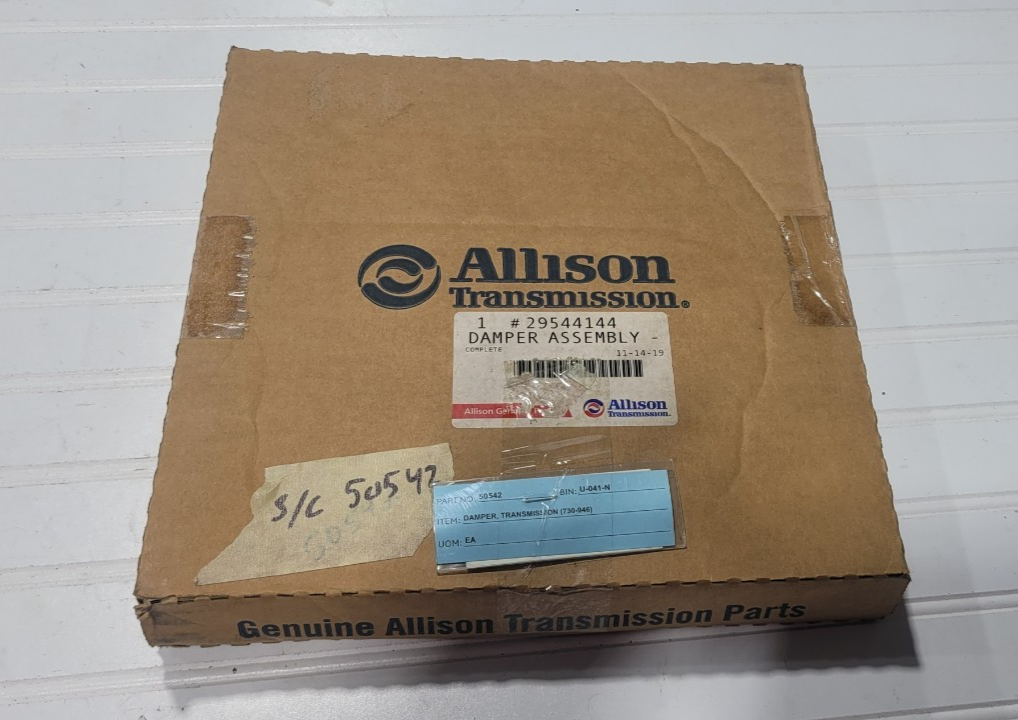 Allison
Transmission®
1 #29544144
DAMPER ASSEMBLY -
COMPLETE
11-14-19
Allison
Allison
Transmission.
S/C 50542
PART NO: 50542 BIN: U-041-N
ITEM: DAMPER, TRANSMISSION (730-946)
UOM: EA
Genuine Allison Transmission Parts